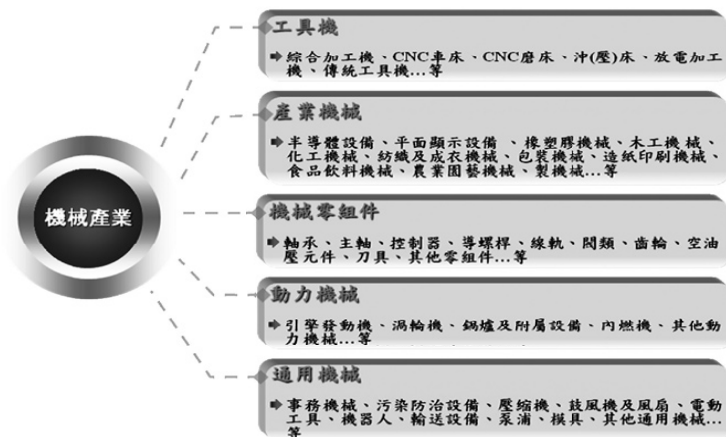 機械產業
工具機
綜合加工機、CNC車床、CNC磨床、沖(壓)床、放電加工
機、傳統工具機...等
產業機械
半導體設備、平面顯示設備 、橡塑膠機械、木工機械、
化工機械、紡織及成衣機械、包裝機械、造紙印刷機械、
食品飲料機械、農業園藝機械、製機械...等
機械零組件
軸承、主軸、控制器、導螺桿、線軌、閥類、齒輪、空油
壓元件、刀具、其他零組件...等
動力機械
引擎發動機、渦輪機、鍋爐及附屬設備、內燃機、其他動
力機械...等
通用機械
事務機械、污染防治設備、壓縮機、鼓風機及風扇、電動
工具、機器人、輸送設備、泵浦、模具、其他通用機械...
等